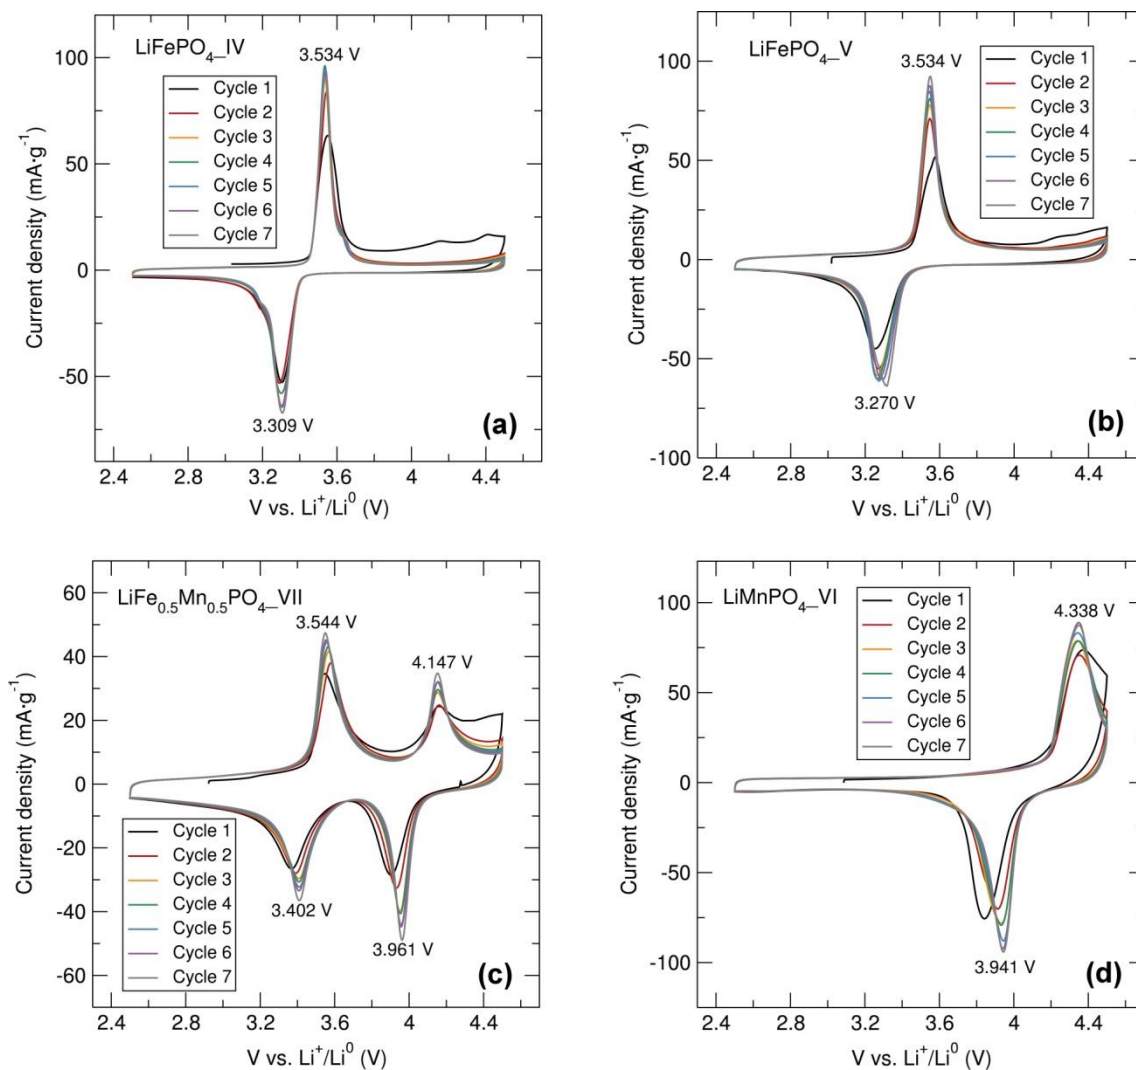 LiFePO₄_IV
3.534 V
Cycle 1
Cycle 2
Cycle 3
Cycle 4
Cycle 5
Cycle 6
Cycle 7
3.309 V
(a)
100
50
0
-50
Current density (mA·g⁻¹)
2.4 2.8 3.2 3.6 4 4.4
V vs. Li⁺/Li⁰ (V)
LiFePO₄_V
3.534 V
Cycle 1
Cycle 2
Cycle 3
Cycle 4
Cycle 5
Cycle 6
Cycle 7
3.270 V
(b)
100
50
0
-50
-100
Current density (mA·g⁻¹)
2.4 2.8 3.2 3.6 4 4.4
V vs. Li⁺/Li⁰ (V)
LiFe₀.₅Mn₀.₅PO₄_VII
3.544 V
4.147 V
Cycle 1
Cycle 2
Cycle 3
Cycle 4
Cycle 5
Cycle 6
Cycle 7
3.402 V
3.961 V
(c)
60
40
20
0
-20
-40
-60
Current density (mA·g⁻¹)
2.4 2.8 3.2 3.6 4 4.4
V vs. Li⁺/Li⁰ (V)
LiMnPO₄_VI
4.338 V
Cycle 1
Cycle 2
Cycle 3
Cycle 4
Cycle 5
Cycle 6
Cycle 7
3.941 V
(d)
100
50
0
-50
-100
Current density (mA·g⁻¹)
2.4 2.8 3.2 3.6 4 4.4
V vs. Li⁺/Li⁰ (V)